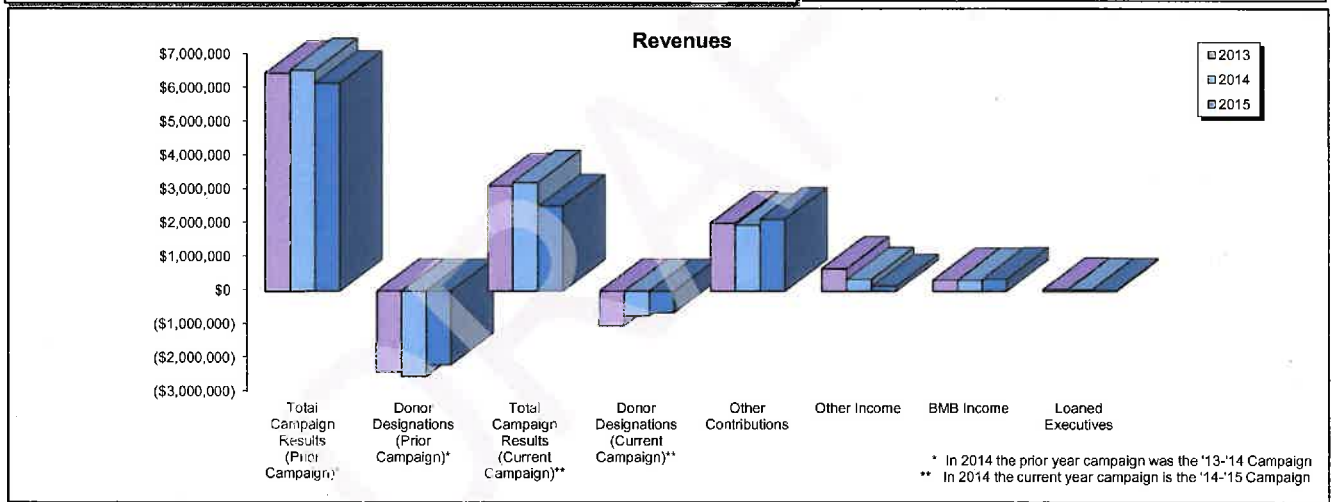 Revenues
2013
2014
2015
$7,000,000
$6,000,000
$5,000,000
$4,000,000
$3,000,000
$2,000,000
$1,000,000
$0
($1,000,000)
($2,000,000)
($3,000,000)
Total
Campaign
Results
(Prior
Campaign)*
Donor
Designations
(Prior
Campaign)*
Total
Campaign
Results
(Current
Campaign)**
Donor
Designations
(Current
Campaign)**
Other
Contributions
Other Income
BMB Income
Loaned
Executives
* In 2014 the prior year campaign was the '13-'14 Campaign
** In 2014 the current year campaign is the '14-'15 Campaign
DRAF